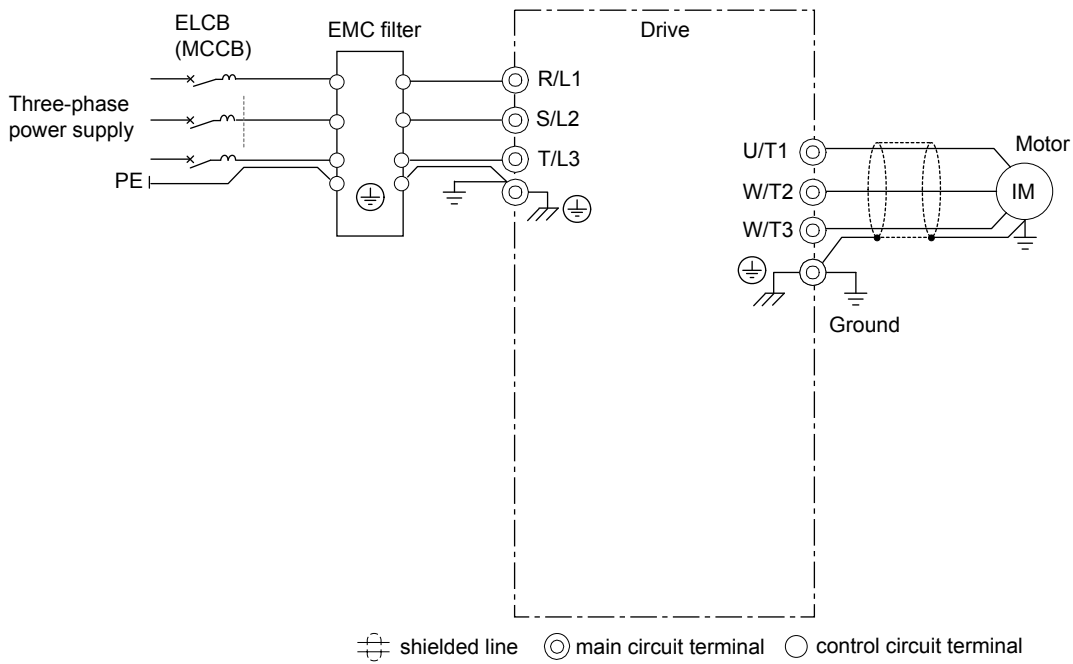 ELCB
(MCCB)
EMC filter
Drive
Three-phase
power supply
PE
R/L1
S/L2
T/L3
U/T1
W/T2
W/T3
Motor
IM
Ground
shielded line
main circuit terminal
control circuit terminal